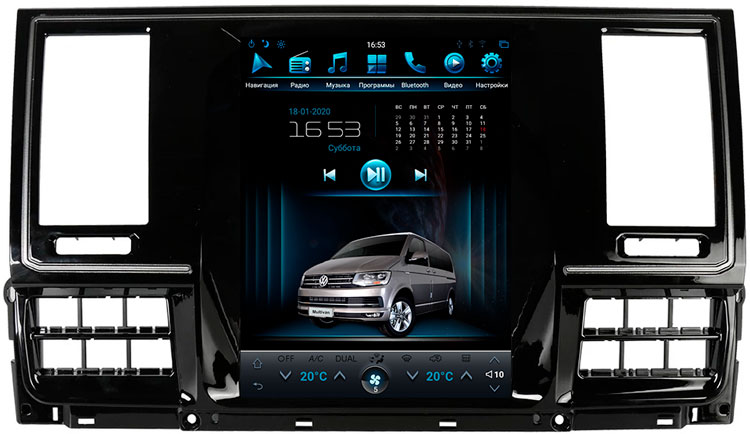 16:53
Навигация Радио Музыка Программы Bluetooth Видео Настройки
18-01-2020
16 53
Суббота
ВС ПН ВТ СР ЧТ ПТ СБ
29 30 31 1 2 3 4
5 6 7 8 9 10 11
12 13 14 15 16 17 18
19 20 21 22 23 24 25
26 27 28 29 30 31 1
2 3 4 5 6 7 8
Multivan
OFF A/C DUAL
20°C 5 20°C 10